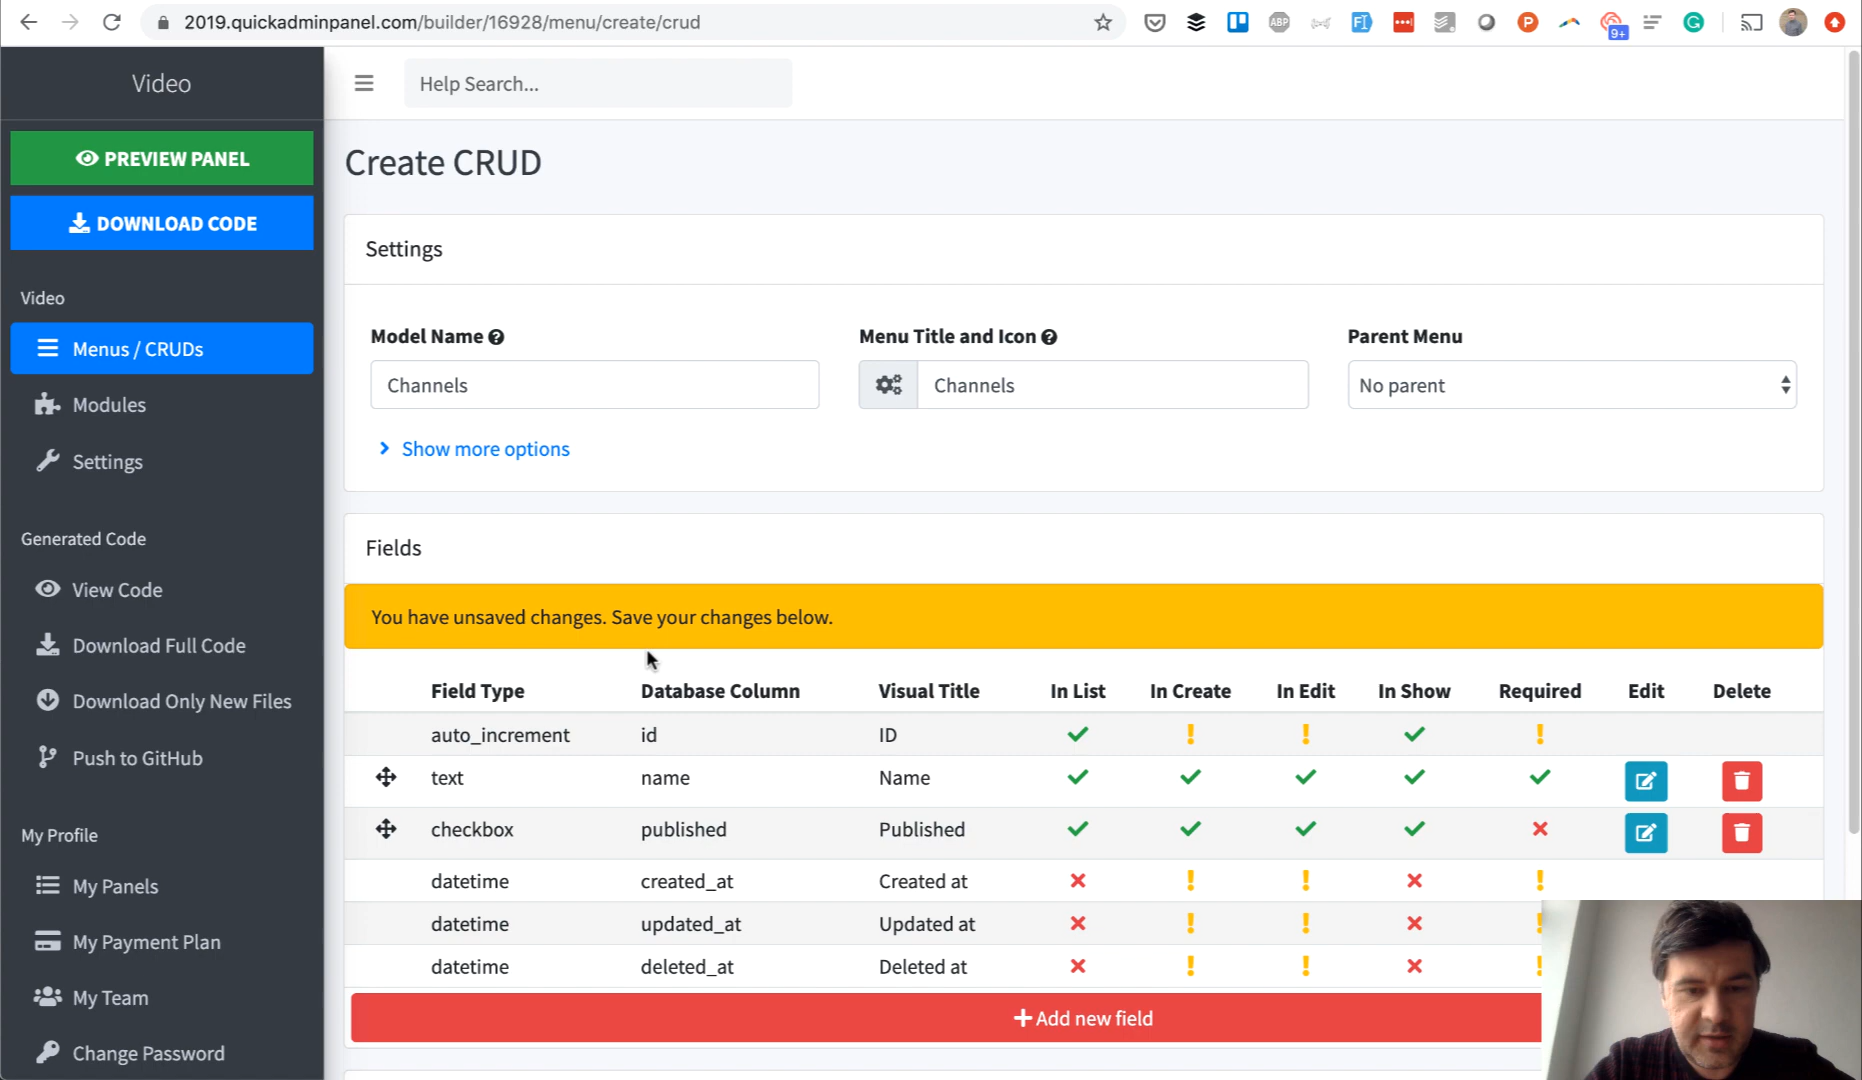 2019.quickadminpanel.com/builder/16928/menu/create/crud
ABP
9+
Video
Help Search...
PREVIEW PANEL
DOWNLOAD CODE
Video
Menus / CRUDs
Modules
Settings
Generated Code
View Code
Download Full Code
Download Only New Files
Push to GitHub
My Profile
My Panels
My Payment Plan
My Team
Change Password
Create CRUD
Settings
Model Name
Menu Title and Icon
Parent Menu
Channels
Channels
No parent
Show more options
Fields
You have unsaved changes. Save your changes below.
Field Type Database Column Visual Title In List In Create In Edit In Show Required Edit Delete
auto_increment id ID
text name Name
checkbox published Published
datetime created_at Created at
datetime updated_at Updated at
datetime deleted_at Deleted at
Add new field